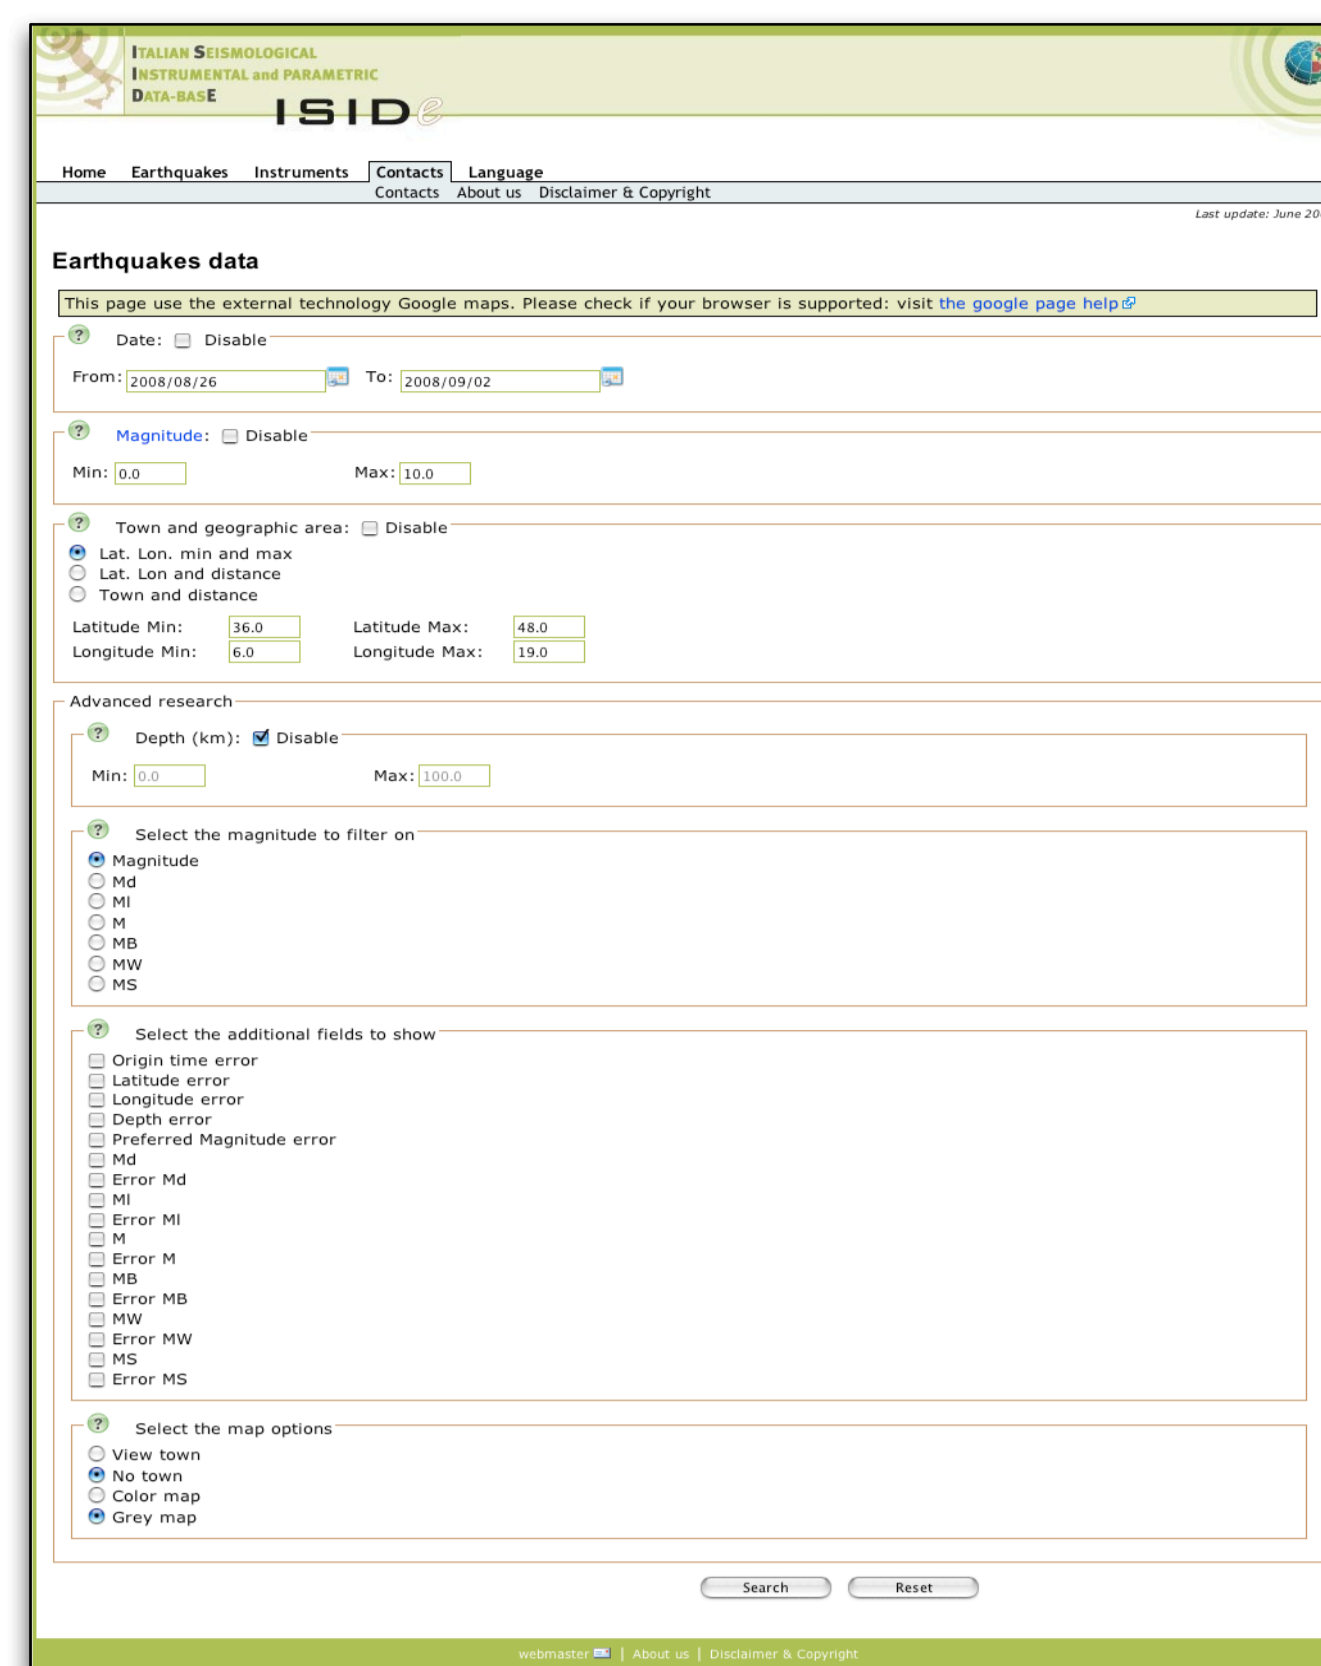 ITALIAN SEISMOLOGICAL
INSTRUMENTAL and PARAMETRIC
DATA-BASE
ISIDe
Home Earthquakes Instruments Contacts Language
Contacts About us Disclaimer & Copyright
Last update: June
Earthquakes data
This page use the external technology Google maps. Please check if your browser is supported: visit the google page help
? Date: Disable
From: 2008/08/26 To: 2008/09/02
? Magnitude: Disable
Min: 0.0 Max: 10.0
? Town and geographic area: Disable
Lat. Lon. min and max
Lat. Lon and distance
Town and distance
Latitude Min: 36.0 Latitude Max: 48.0
Longitude Min: 6.0 Longitude Max: 19.0
Advanced research
? Depth (km): Disable
Min: 0.0 Max: 100.0
? Select the magnitude to filter on
Magnitude
Md
Ml
M
MB
MW
MS
? Select the additional fields to show
Origin time error
Latitude error
Longitude error
Depth error
Preferred Magnitude error
Md
Error Md
Ml
Error Ml
M
Error M
MB
Error MB
MW
Error MW
MS
Error MS
? Select the map options
View town
No town
Color map
Grey map
Search Reset
webmaster | About us | Disclaimer & Copyright